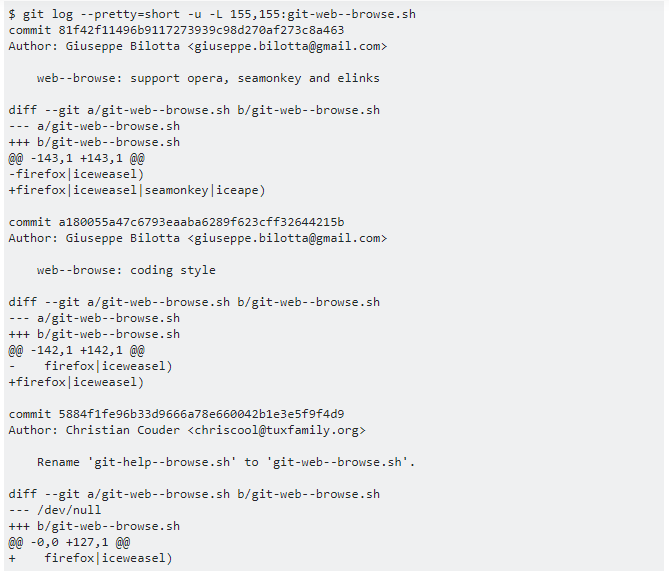 $ git log --pretty=short -u -L 155,155:git-web--browse.sh
commit 81f42f11496b9117273939c98d270af273c8a463
Author: Giuseppe Bilotta <giuseppe.bilotta@gmail.com>

    web--browse: support opera, seamonkey and elinks

diff --git a/git-web--browse.sh b/git-web--browse.sh
--- a/git-web--browse.sh
+++ b/git-web--browse.sh
@@ -143,1 +143,1 @@
-firefox|iceweasel)
+firefox|iceweasel|seamonkey|iceape)

commit a180055a47c6793eaaba6289f623cff32644215b
Author: Giuseppe Bilotta <giuseppe.bilotta@gmail.com>

    web--browse: coding style

diff --git a/git-web--browse.sh b/git-web--browse.sh
--- a/git-web--browse.sh
+++ b/git-web--browse.sh
@@ -142,1 +142,1 @@
-    firefox|iceweasel)
+firefox|iceweasel)

commit 5884f1fe96b33d9666a78e660042b1e3e5f9f4d9
Author: Christian Couder <chriscool@tuxfamily.org>

    Rename 'git-help--browse.sh' to 'git-web--browse.sh'.

diff --git a/git-web--browse.sh b/git-web--browse.sh
--- /dev/null
+++ b/git-web--browse.sh
@@ -0,0 +127,1 @@
+    firefox|iceweasel)